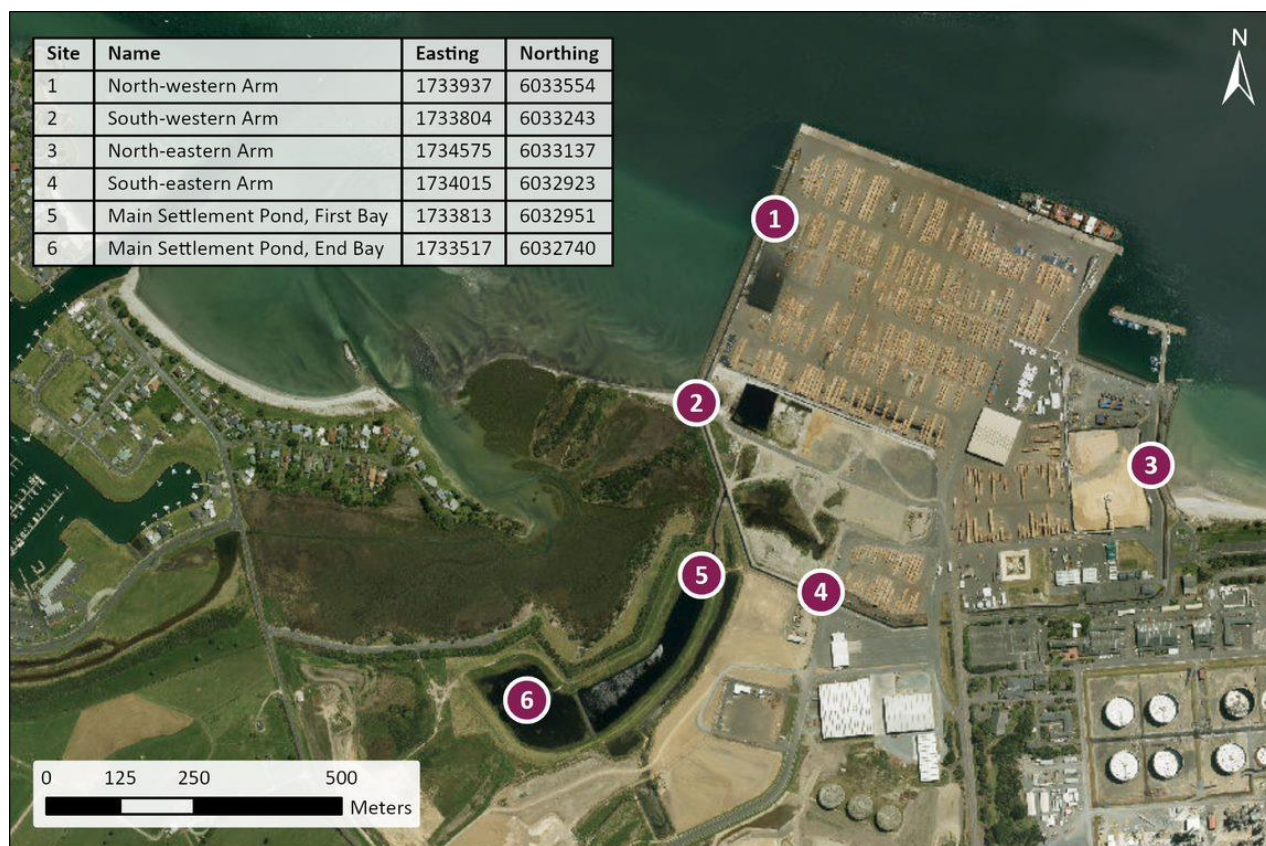 Site Name Easting Northing
1 North-western Arm 1733937 6033554
2 South-western Arm 1733804 6033243
3 North-eastern Arm 1734575 6033137
4 South-eastern Arm 1734015 6032923
5 Main Settlement Pond, First Bay 1733813 6032951
6 Main Settlement Pond, End Bay 1733517 6032740
N
1
2
3
5
4
6
0 125 250 500
Meters